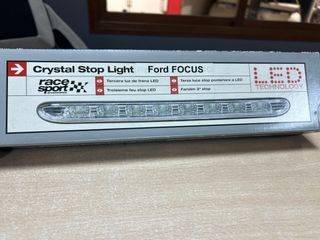 Crystal Stop Light Ford FOCUS
race sport
Tercera luz de freno LED
Terza luce stop posteriore a LED
Troisième feu stop LED
Farolim 3º stop
LED
TECHNOLOGY